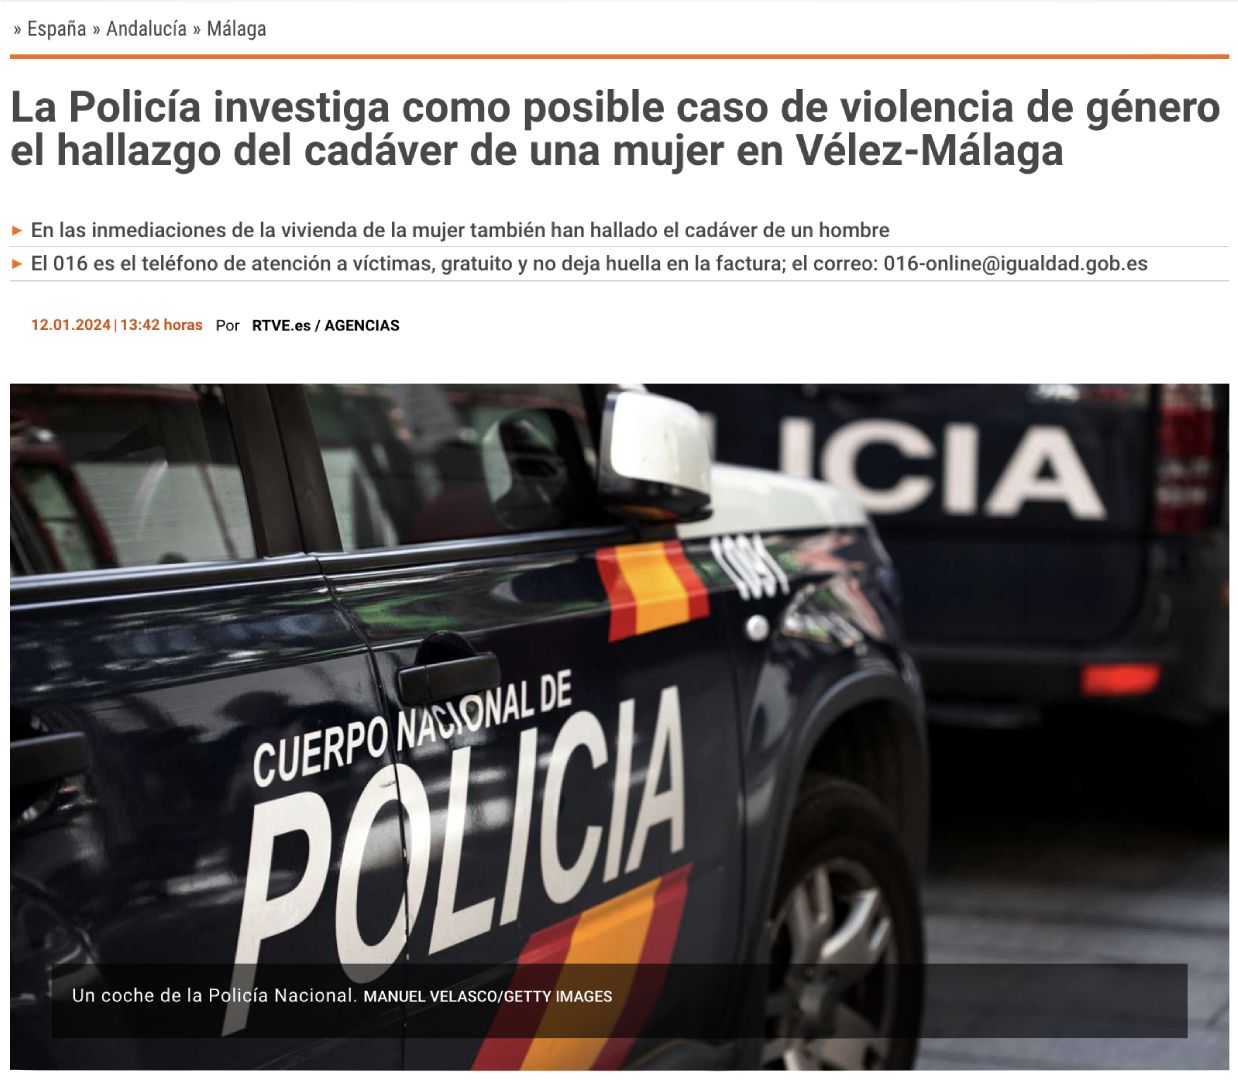 » España » Andalucía » Málaga
La Policía investiga como posible caso de violencia de género
el hallazgo del cadáver de una mujer en Vélez-Málaga
► En las inmediaciones de la vivienda de la mujer también han hallado el cadáver de un hombre
► El 016 es el teléfono de atención a víctimas, gratuito y no deja huella en la factura; el correo: 016-online@igualdad.gob.es
12.01.2024 | 13:42 horas Por RTVE.es / AGENCIAS
LICIA
1091
CUERPO NACIONAL DE
POLICIA
Un coche de la Policía Nacional. MANUEL VELASCO/GETTY IMAGES